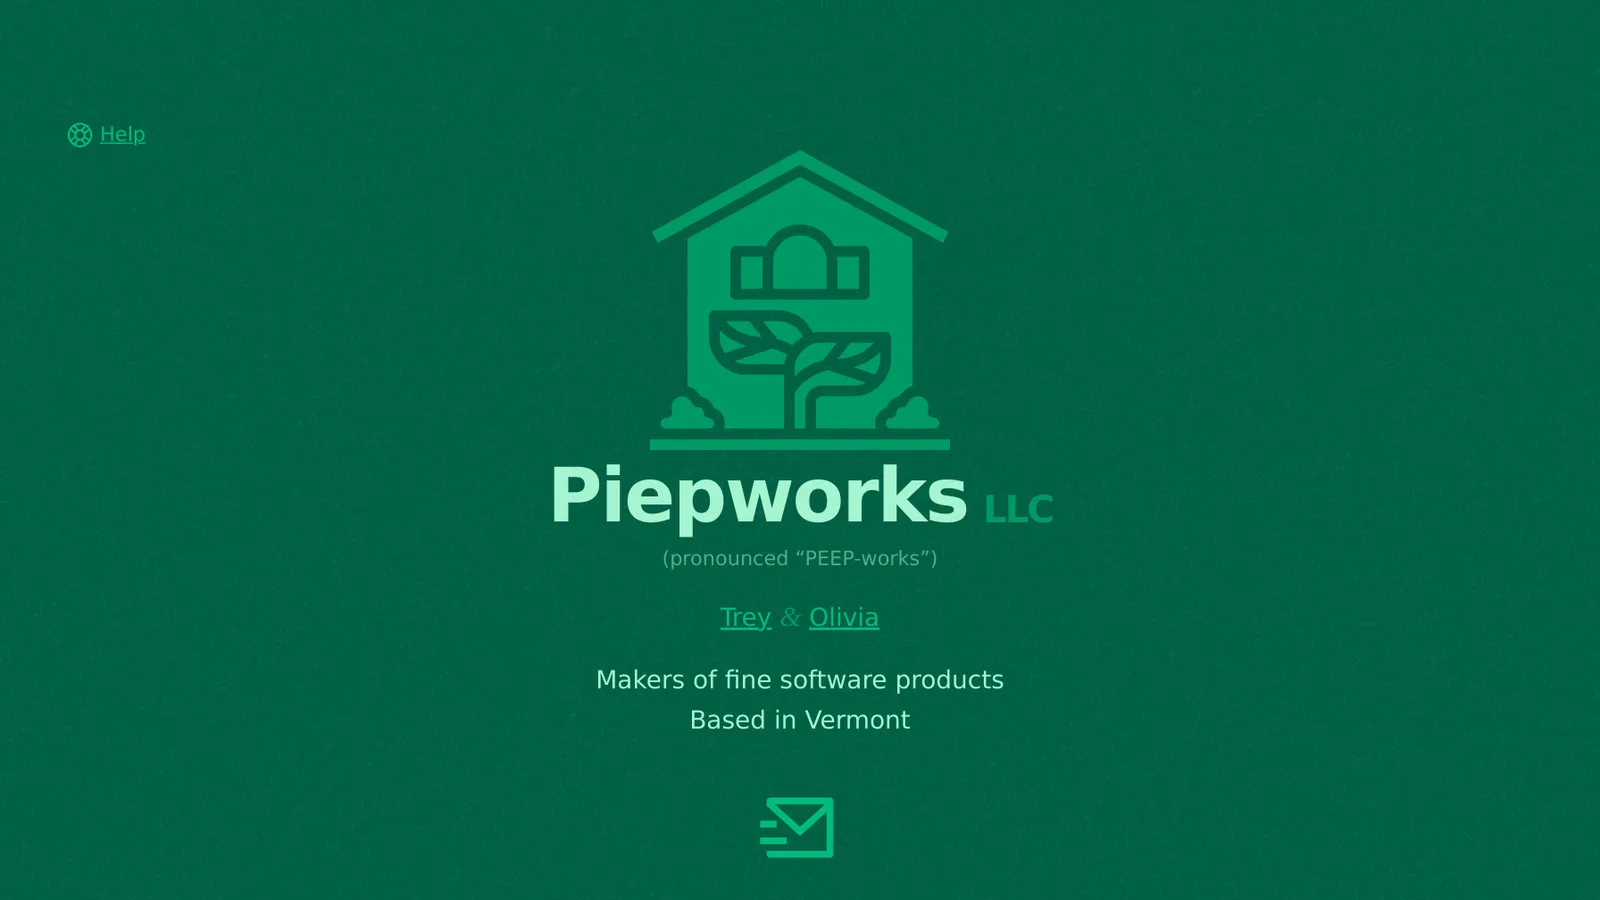 Help
Piepworks LLC
(pronounced “PEEP-works”)
Trey & Olivia
Makers of fine software products
Based in Vermont